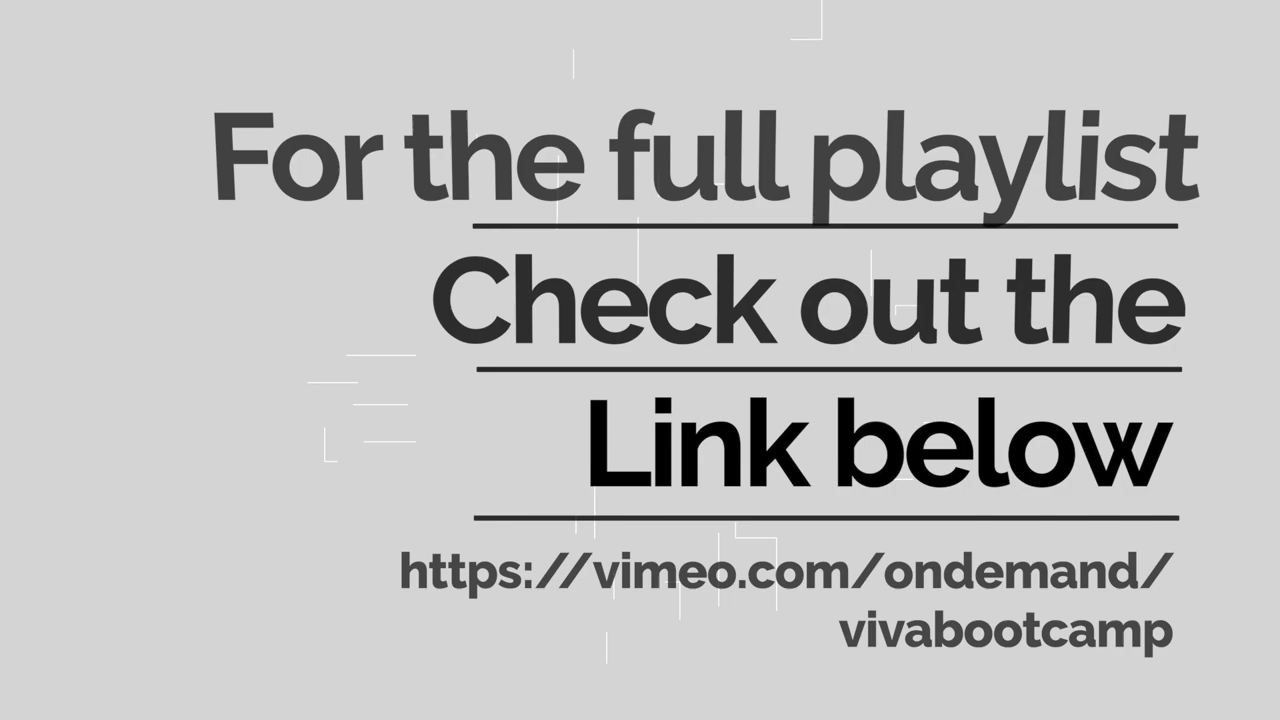 For the full playlist
Check out the
Link below
https://vimeo.com/ondemand/
vivabootcamp